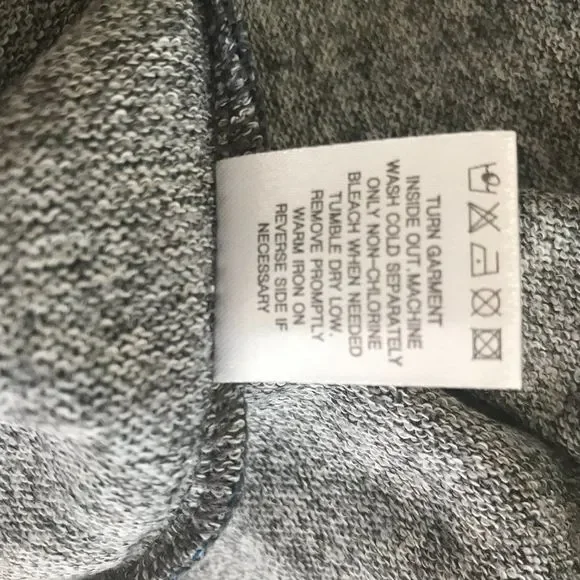 TURN GARMENT
INSIDE OUT. MACHINE
WASH COLD SEPARATELY
ONLY NON-CHLORINE
BLEACH WHEN NEEDED
TUMBLE DRY LOW.
REMOVE PROMPTLY
WARM IRON ON
REVERSE SIDE IF
NECESSARY